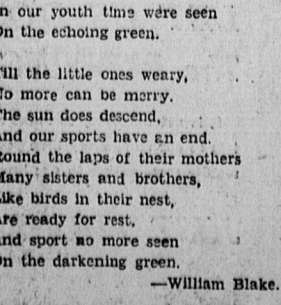 n our youth time were seen
On the echoing green.
Till the little ones weary,
No more can be merry.
The sun does descend,
And our sports have an end.
Round the laps of their mothers
Many sisters and brothers,
Like birds in their nest,
Are ready for rest,
And sport no more seen
On the darkening green.
—William Blake.